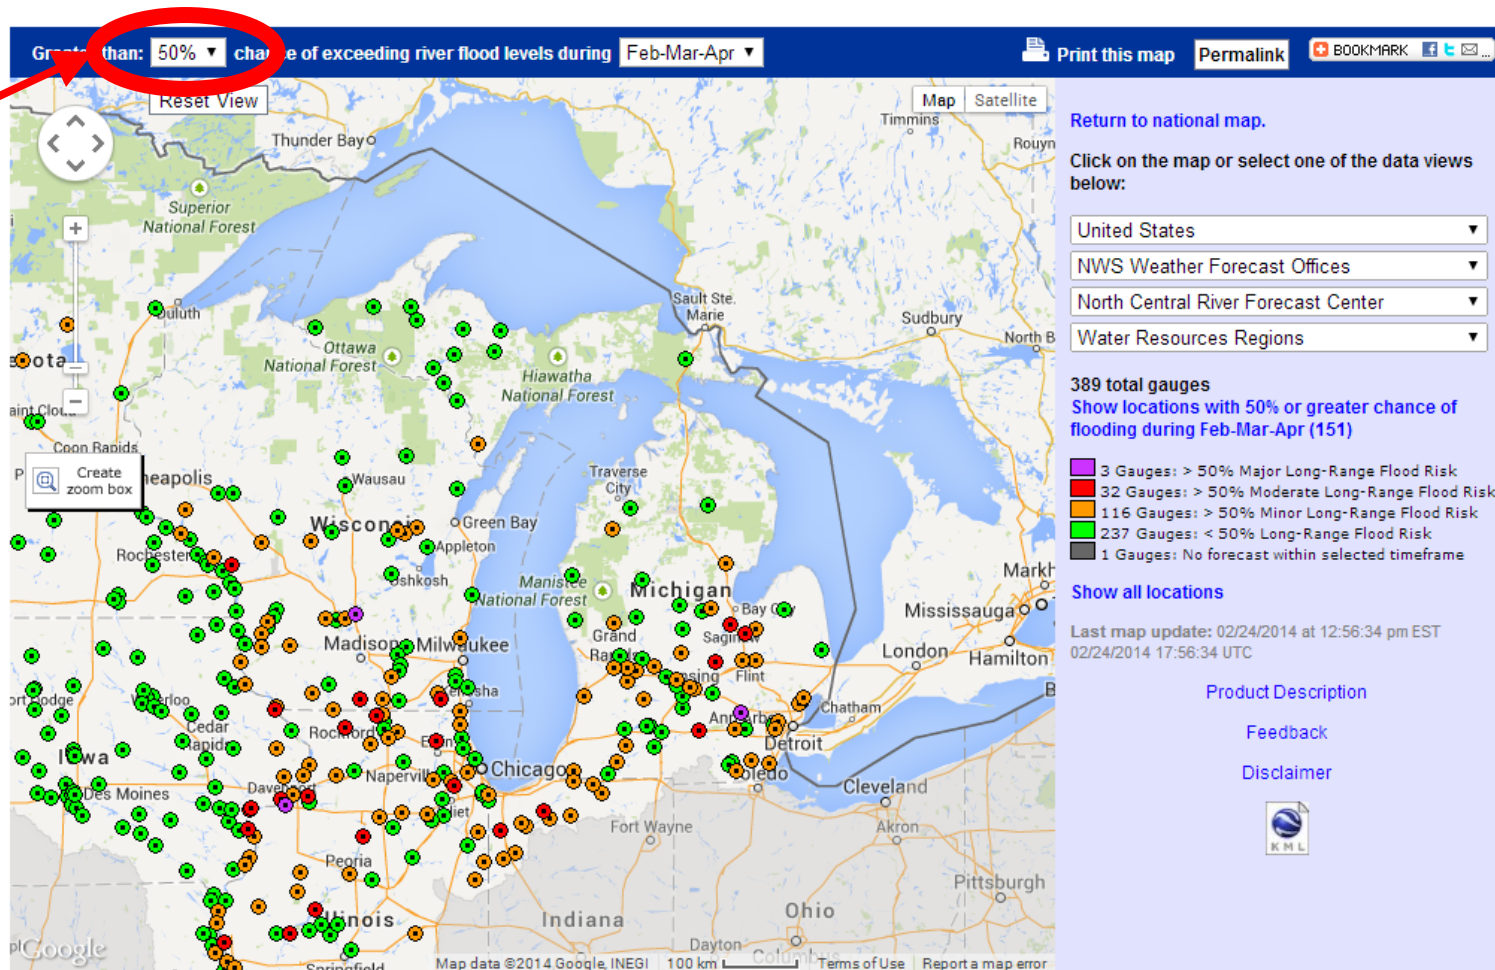 than: 50% ▼ chance of exceeding river flood levels during Feb-Mar-Apr ▼
Print this map
Permalink
BOOKMARK ...
Reset View
Map Satellite
Thunder Bay
Timmins
Rouyn
Superior
National Forest
Duluth
Sault Ste.
Marie
Sudbury
North B
Ottawa
National Forest
Hiawatha
National Forest
Coon Rapids
Create
zoom box
neapolis
Wausau
Traverse
City
Green Bay
Appleton
Rochester
Oshkosh
Manistee
National Forest
Michigan
Markh
Bay City
Mississauga
Madison
Milwaukee
Grand
Rapids
Saginaw
London
Hamilton
Flint
Cedar
Rapids
Chatham
Detroit
Iowa
Naperville
Chicago
Toledo
Cleveland
Des Moines
Davenport
Fort Wayne
Akron
Peoria
Pittsburgh
Illinois
Indiana
Ohio
Dayton
Columbus
Springfield
Google
Map data ©2014 Google, INEGI 100 km Terms of Use Report a map error
Return to national map.
Click on the map or select one of the data views
below:
United States ▼
NWS Weather Forecast Offices ▼
North Central River Forecast Center ▼
Water Resources Regions ▼
389 total gauges
Show locations with 50% or greater chance of
flooding during Feb-Mar-Apr (151)
3 Gauges: > 50% Major Long-Range Flood Risk
32 Gauges: > 50% Moderate Long-Range Flood Risk
116 Gauges: > 50% Minor Long-Range Flood Risk
237 Gauges: < 50% Long-Range Flood Risk
1 Gauges: No forecast within selected timeframe
Show all locations
Last map update: 02/24/2014 at 12:56:34 pm EST
02/24/2014 17:56:34 UTC
Product Description
Feedback
Disclaimer
KML